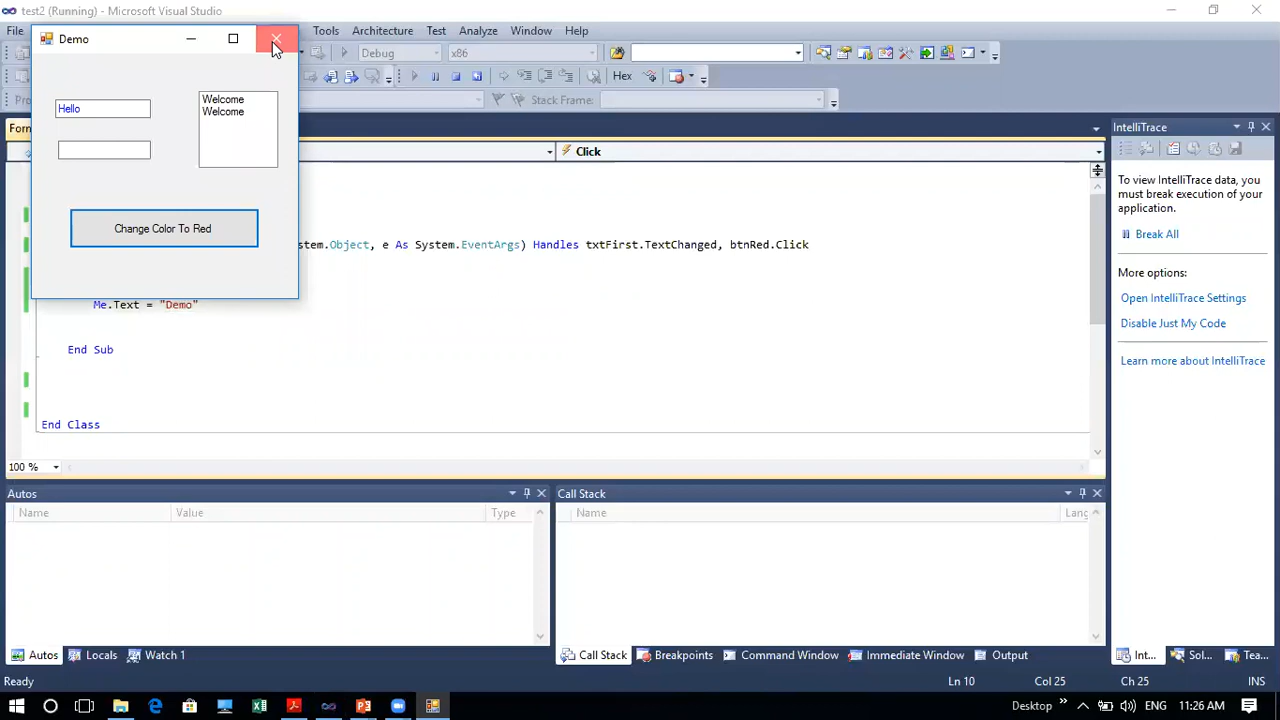 test2 (Running) - Microsoft Visual Studio
File
Tools
Architecture
Test
Analyze
Window
Help
Demo
Debug
x86
Hex
Stack Frame:
Hello
Welcome
Welcome
Change Color To Red
Click
stem.Object, e As System.EventArgs) Handles txtFirst.TextChanged, btnRed.Click
Me.Text = "Demo"
End Sub
End Class
100 %
IntelliTrace
To view IntelliTrace data, you
must break execution of your
application.
Break All
More options:
Open IntelliTrace Settings
Disable Just My Code
Learn more about IntelliTrace
Autos
Name
Value
Type
Call Stack
Name
Lang
Autos
Locals
Watch 1
Call Stack
Breakpoints
Command Window
Immediate Window
Output
Int...
Sol...
Tea...
Ready
Ln 10
Col 25
Ch 25
INS
Desktop
ENG
11:26 AM